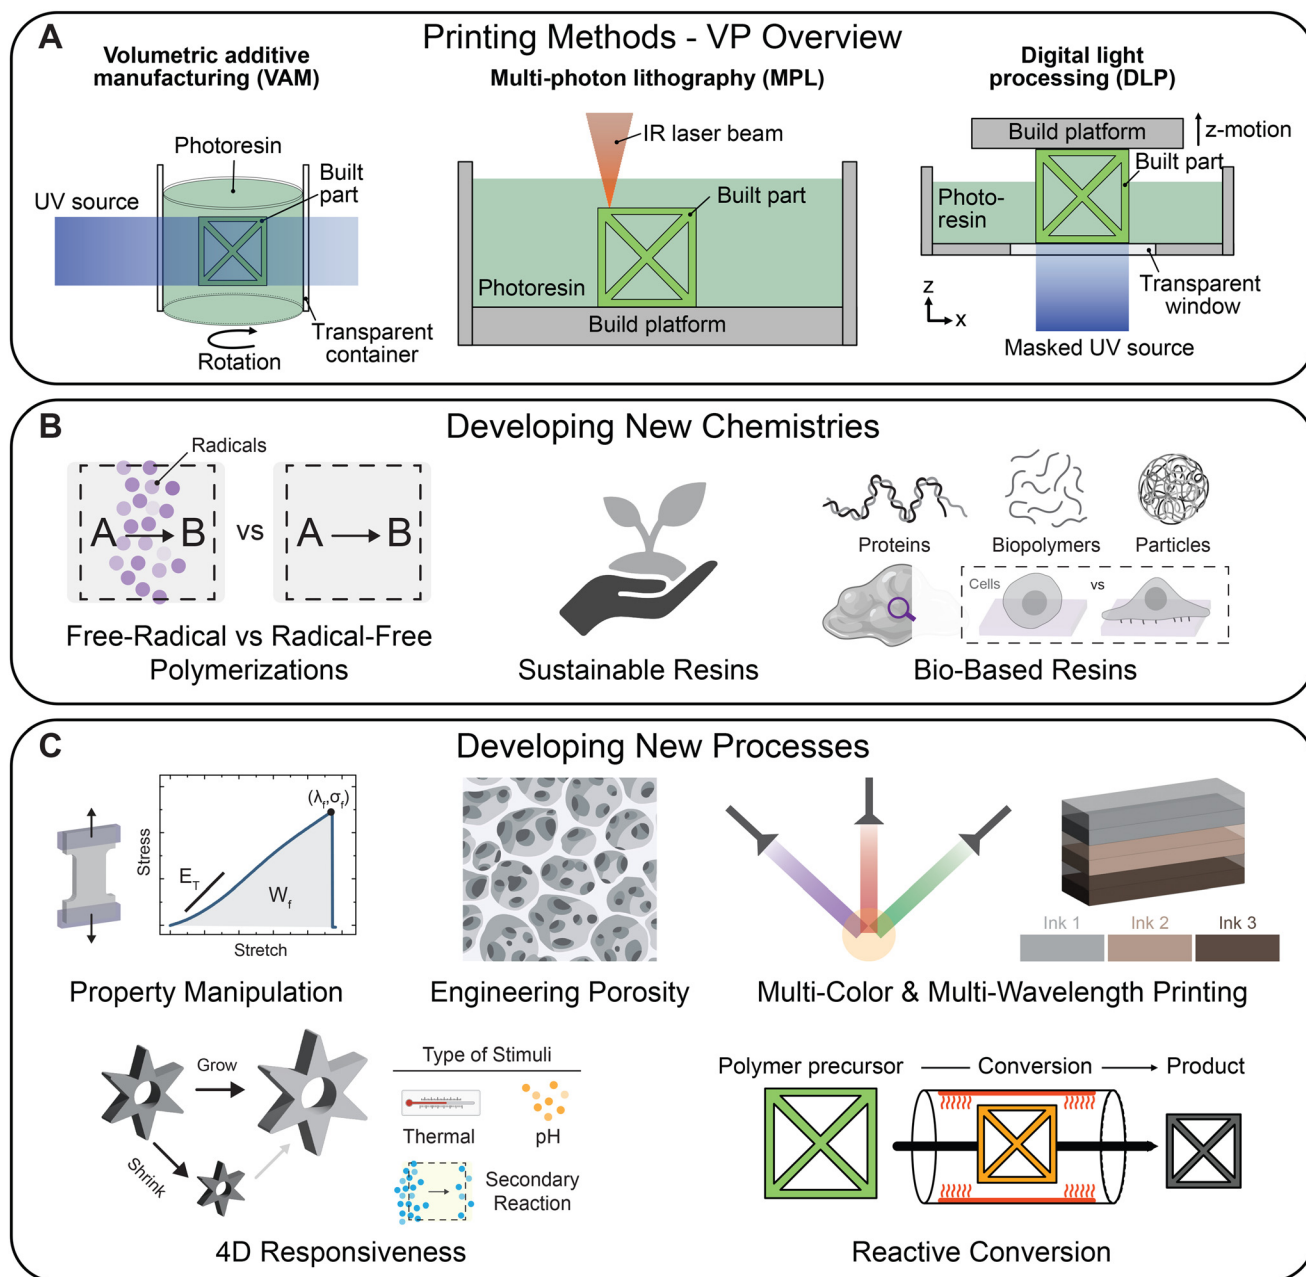 A
Printing Methods - VP Overview
Volumetric additive
manufacturing (VAM)
Photoresin
Built
part
UV source
Transparent
container
Rotation
Multi-photon lithography (MPL)
IR laser beam
Built part
Photoresin
Build platform
Digital light
processing (DLP)
Build platform
z-motion
Built part
Photo-
resin
Transparent
window
z
x
Masked UV source
B
Developing New Chemistries
Radicals
A B
vs
A B
Free-Radical vs Radical-Free
Polymerizations
Sustainable Resins
Proteins
Biopolymers
Particles
Cells
vs
Bio-Based Resins
C
Developing New Processes
Stress
(λf,σf)
ET
Wf
Stretch
Property Manipulation
Engineering Porosity
Ink 1
Ink 2
Ink 3
Multi-Color & Multi-Wavelength Printing
Grow
Shrink
Type of Stimuli
Thermal
pH
Secondary
Reaction
4D Responsiveness
Polymer precursor
Conversion
Product
Reactive Conversion